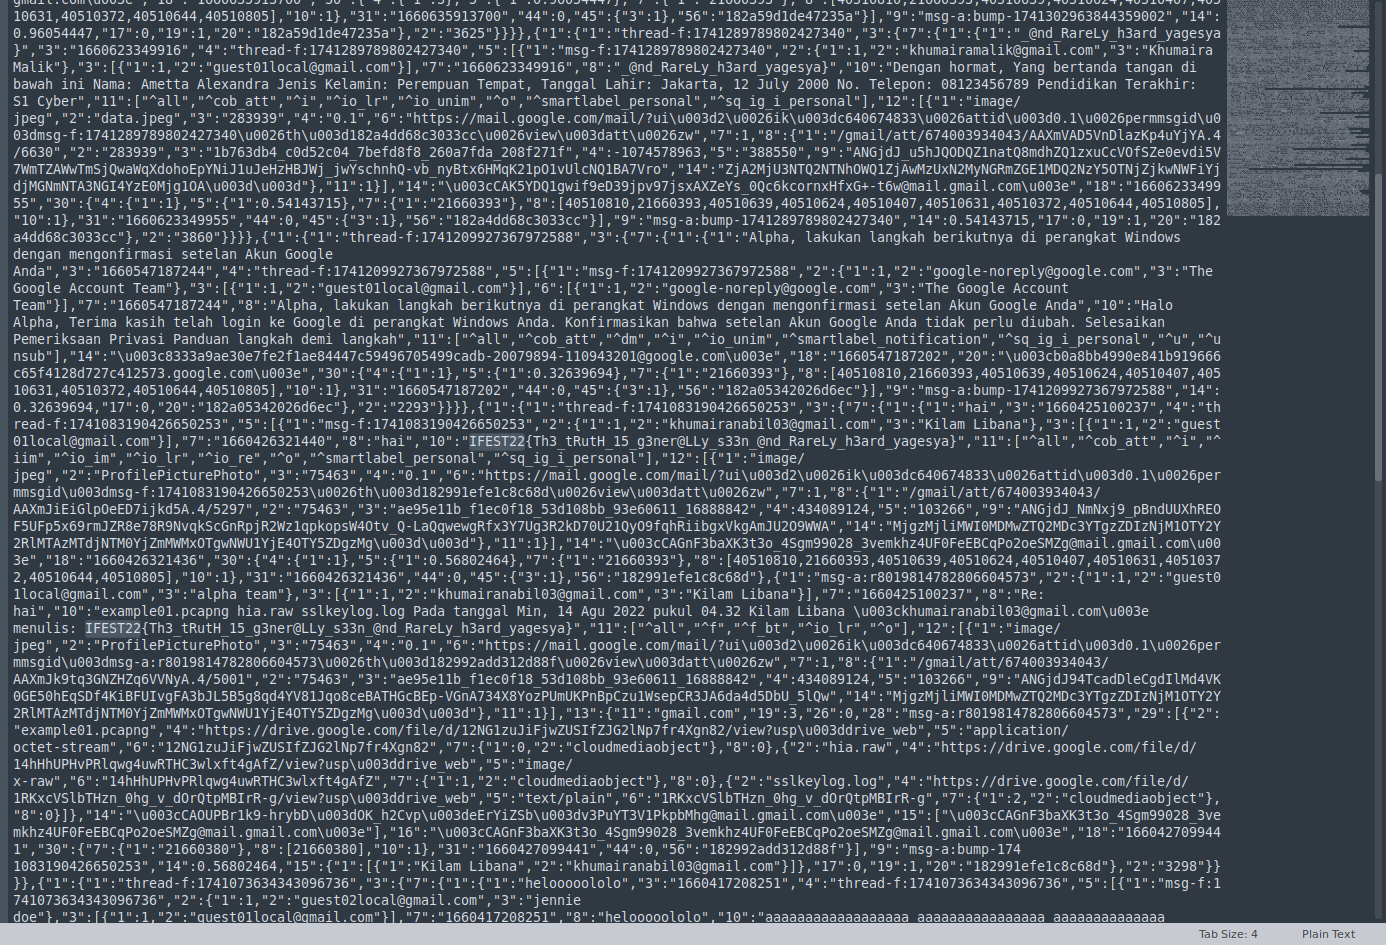 10631,40510372,40510644,40510805],"10":1},"31":"1660635913700","44":0,"45":{"3":1},"56":"182a59d1de47235a"}],"9":"msg-a:bump-1741302963844359002","14":
0.96054447,"17":0,"19":1,"20":"182a59d1de47235a"},"2":"3625"}}}},{"1":{"1":"thread-f:1741289789802427340","3":{"7":{"1":{"1":"_@nd_RareLy_h3ard_yagesya
}","3":"1660623349916","4":"thread-f:1741289789802427340","5":[{"1":"msg-f:1741289789802427340","2":{"1":1,"2":"khumairamalik@gmail.com","3":"Khumaira
Malik"},"3":[{"1":1,"2":"guest01local@gmail.com"}],"7":"1660623349916","8":"_@nd_RareLy_h3ard_yagesya}","10":"Dengan hormat, Yang bertanda tangan di
bawah ini Nama: Ametta Alexandra Jenis Kelamin: Perempuan Tempat, Tanggal Lahir: Jakarta, 12 July 2000 No. Telepon: 08123456789 Pendidikan Terakhir:
S1 Cyber","11":["^all","^cob_att","^i","^io_lr","^io_unim","^o","^smartlabel_personal","^sq_ig_i_personal"],"12":[{"1":"image/
jpeg","2":"data.jpeg","3":"283939","4":"0.1","6":"https://mail.google.com/mail/?ui\u003d2\u0026ik\u003dc640674833\u0026attid\u003d0.1\u0026permmsgid\u0
03dmsg-f:1741289789802427340\u0026th\u003d182a4dd68c3033cc\u0026view\u003datt\u0026zw","7":1,"8":{"1":"/gmail/att/674003934043/AAXmVAD5VnDlazKp4uYjYA.4
/6630","2":"283939","3":"1b763db4_c0d52c04_7befd8f8_260a7fda_208f271f","4":-1074578963,"5":"388550","9":"ANGjdJ_u5hJQODQZ1natQ8mdhZQ1zxuCcVOfSZe0evdi5V
7WmTZAWwTmSjQwaWqXdohoEpYNiJ1uJeHzHBJWj_jwYschnhQ-vb_nyBtx6HMqK21pO1vUlcNQ1BA7Vro","14":"ZjA2MjU3NTQ2NTNhOWQ1ZjAwMzUxN2MyNGRmZGE1MDQ2NzY5OTNjZjkwNWFiYj
djMGNmNTA3NGI4YzE0Mjg1OA\u003d\u003d"},"11":1}],"14":"\u003cCAK5YDQ1gwif9eD39jpv97jsxAXZeYs_0Qc6kcornxHfxG+-t6w@mail.gmail.com\u003e","18":"16606233499
55","30":{"4":{"1":1},"5":{"1":0.54143715},"7":{"1":"21660393"},"8":[40510810,21660393,40510639,40510624,40510407,40510631,40510372,40510644,40510805],
"10":1},"31":"1660623349955","44":0,"45":{"3":1},"56":"182a4dd68c3033cc"}],"9":"msg-a:bump-1741289789802427340","14":0.54143715,"17":0,"19":1,"20":"182
a4dd68c3033cc"},"2":"3860"}}}},{"1":{"1":"thread-f:1741209927367972588","3":{"7":{"1":{"1":"Alpha, lakukan langkah berikutnya di perangkat Windows
dengan mengonfirmasi setelan Akun Google
Anda","3":"1660547187244","4":"thread-f:1741209927367972588","5":[{"1":"msg-f:1741209927367972588","2":{"1":1,"2":"google-noreply@google.com","3":"The
Google Account Team"},"3":[{"1":1,"2":"guest01local@gmail.com"}],"6":[{"1":1,"2":"google-noreply@google.com","3":"The Google Account
Team"}],"7":"1660547187244","8":"Alpha, lakukan langkah berikutnya di perangkat Windows dengan mengonfirmasi setelan Akun Google Anda","10":"Halo
Alpha, Terima kasih telah login ke Google di perangkat Windows Anda. Konfirmasikan bahwa setelan Akun Google Anda tidak perlu diubah. Selesaikan
Pemeriksaan Privasi Panduan langkah demi langkah","11":["^all","^cob_att","^dm","^i","^io_unim","^smartlabel_notification","^sq_ig_i_personal","^u","^u
nsub"],"14":"\u003c8333a9ae30e7fe2f1ae84447c59496705499cadb-20079894-110943201@google.com\u003e","18":"1660547187202","20":"\u003cb0a8bb4990e841b919666
c65f4128d727c412573.google.com\u003e","30":{"4":{"1":1},"5":{"1":0.32639694},"7":{"1":"21660393"},"8":[40510810,21660393,40510639,40510624,40510407,405
10631,40510372,40510644,40510805],"10":1},"31":"1660547187202","44":0,"45":{"3":1},"56":"182a05342026d6ec"}],"9":"msg-a:bump-1741209927367972588","14":
0.32639694,"17":0,"20":"182a05342026d6ec"},"2":"2293"}}}},{"1":{"1":"thread-f:1741083190426650253","3":{"7":{"1":{"1":"hai","3":"1660425100237","4":"th
read-f:1741083190426650253","5":[{"1":"msg-f:1741083190426650253","2":{"1":1,"2":"khumairanabil03@gmail.com","3":"Kilam Libana"},"3":[{"1":1,"2":"guest
01local@gmail.com"}],"7":"1660426321440","8":"hai","10":"IFEST22{Th3_tRutH_15_g3ner@LLy_s33n_@nd_RareLy_h3ard_yagesya}","11":["^all","^cob_att","^i","^
iim","^io_im","^io_lr","^io_re","^o","^smartlabel_personal","^sq_ig_i_personal"],"12":[{"1":"image/
jpeg","2":"ProfilePicturePhoto","3":"75463","4":"0.1","6":"https://mail.google.com/mail/?ui\u003d2\u0026ik\u003dc640674833\u0026attid\u003d0.1\u0026per
mmsgid\u003dmsg-f:1741083190426650253\u0026th\u003d182991efe1c8c68d\u0026view\u003datt\u0026zw","7":1,"8":{"1":"/gmail/att/674003934043/
AAXmJiEiGlpOeED7ijkd5A.4/5297","2":"75463","3":"ae95e11b_f1ec0f18_53d108bb_93e60611_16888842","4":434089124,"5":"103266","9":"ANGjdJ_NmNxj9_pBndUUXhREO
F5UFp5x69rmJZR8e78R9NvqkScGnRpjR2Wz1qpkopsW4Otv_Q-LaQqwewgRfx3Y7Ug3R2kD70U21QyO9fqhRiibgxVkgAmJU2O9WWA","14":"MjgzMjliMWI0MDMwZTQ2MDc3YTgzZDIzNjM1OTY2Y
2RlMTAzMTdjNTM0YjZmMWMxOTgwNWU1YjE4OTY5ZDgzMg\u003d\u003d"},"11":1}],"14":"\u003cCAGnF3baXK3t3o_4Sgm99028_3vemkhz4UF0FeEBCqPo2oeSMZg@mail.gmail.com\u00
3e","18":"1660426321436","30":{"4":{"1":1},"5":{"1":0.56802464},"7":{"1":"21660393"},"8":[40510810,21660393,40510639,40510624,40510407,40510631,4051037
2,40510644,40510805],"10":1},"31":"1660426321436","44":0,"45":{"3":1},"56":"182991efe1c8c68d"},{"1":"msg-a:r8019814782806604573","2":{"1":1,"2":"guest0
1local@gmail.com","3":"alpha team"},"3":[{"1":1,"2":"khumairanabil03@gmail.com","3":"Kilam Libana"}],"7":"1660425100237","8":"Re:
hai","10":"example01.pcapng hia.raw sslkeylog.log Pada tanggal Min, 14 Agu 2022 pukul 04.32 Kilam Libana \u003ckhumairanabil03@gmail.com\u003e
menulis: IFEST22{Th3_tRutH_15_g3ner@LLy_s33n_@nd_RareLy_h3ard_yagesya}","11":["^all","^f","^f_bt","^io_lr","^o"],"12":[{"1":"image/
jpeg","2":"ProfilePicturePhoto","3":"75463","4":"0.1","6":"https://mail.google.com/mail/?ui\u003d2\u0026ik\u003dc640674833\u0026attid\u003d0.1\u0026per
mmsgid\u003dmsg-a:r8019814782806604573\u0026th\u003d182992add312d88f\u0026view\u003datt\u0026zw","7":1,"8":{"1":"/gmail/att/674003934043/
AAXmJk9tq3GNZHZq6VVNyA.4/5001","2":"75463","3":"ae95e11b_f1ec0f18_53d108bb_93e60611_16888842","4":434089124,"5":"103266","9":"ANGjdJ94TcadDleCgdIlMd4VK
0GE50hEqSDf4KiBFUIvgFA3bJL5B5g8qd4YV81Jqo8ceBATHGcBEp-VGnA734X8YozPUmUKPnBpCzu1WsepCR3JA6da4d5DbU_5lQw","14":"MjgzMjliMWI0MDMwZTQ2MDc3YTgzZDIzNjM1OTY2Y
2RlMTAzMTdjNTM0YjZmMWMxOTgwNWU1YjE4OTY5ZDgzMg\u003d\u003d"},"11":1}],"13":{"11":"gmail.com","19":3,"26":0,"28":"msg-a:r8019814782806604573","29":[{"2":
"example01.pcapng","4":"https://drive.google.com/file/d/12NG1zuJiFjwZUSIfZJG2lNp7fr4Xgn82/view?usp\u003ddrive_web","5":"application/
octet-stream","6":"12NG1zuJiFjwZUSIfZJG2lNp7fr4Xgn82","7":{"1":0,"2":"cloudmediaobject"},"8":0},{"2":"hia.raw","4":"https://drive.google.com/file/d/
14hHhUPHvPRlqwg4uwRTHC3wlxft4gAfZ/view?usp\u003ddrive_web","5":"image/
x-raw","6":"14hHhUPHvPRlqwg4uwRTHC3wlxft4gAfZ","7":{"1":1,"2":"cloudmediaobject"},"8":0},{"2":"sslkeylog.log","4":"https://drive.google.com/file/d/
1RKxcVSlbTHzn_0hg_v_dOrQtpMBIrR-g/view?usp\u003ddrive_web","5":"text/plain","6":"1RKxcVSlbTHzn_0hg_v_dOrQtpMBIrR-g","7":{"1":2,"2":"cloudmediaobject"},
"8":0}]},"14":"\u003cCAOUPBr1k9-hrybD\u003dOK_h2Cvp\u003deErYiZSb\u003dv3PuYT3V1PkpbMhg@mail.gmail.com\u003e","15":["\u003cCAGnF3baXK3t3o_4Sgm99028_3ve
mkhz4UF0FeEBCqPo2oeSMZg@mail.gmail.com\u003e"],"16":"\u003cCAGnF3baXK3t3o_4Sgm99028_3vemkhz4UF0FeEBCqPo2oeSMZg@mail.gmail.com\u003e","18":"166042709944
1","30":{"7":{"1":"21660380"},"8":[21660380],"10":1},"31":"1660427099441","44":0,"56":"182992add312d88f"}],"9":"msg-a:bump-174
1083190426650253","14":0.56802464,"15":{"1":[{"1":"Kilam Libana","2":"khumairanabil03@gmail.com"}]},"17":0,"19":1,"20":"182991efe1c8c68d"},"2":"3298"}}
}},{"1":{"1":"thread-f:1741073634343096736","3":{"7":{"1":{"1":"helooooololo","3":"1660417208251","4":"thread-f:1741073634343096736","5":[{"1":"msg-f:1
741073634343096736","2":{"1":1,"2":"guest02local@gmail.com","3":"jennie
doe"},"3":[{"1":1,"2":"guest01local@gmail.com"}],"7":"1660417208251","8":"helooooololo","10":"aaaaaaaaaaaaaaaaaa aaaaaaaaaaaaaaaa aaaaaaaaaaaaaa
Tab Size: 4 Plain Text